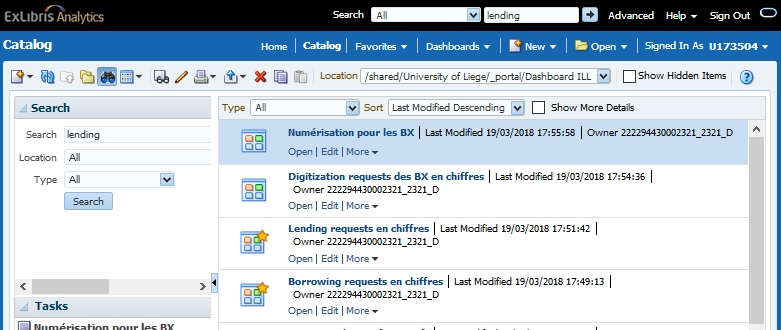 ExLibris Analytics Search All lending Advanced Help Sign Out
Catalog Home Catalog Favorites Dashboards New Open Signed In As U173504
Location /shared/University of Liege/_portal/Dashboard ILL Show Hidden Items
Search
Search lending
Location All
Type All
Search
Tasks
Numérisation pour les BX
Type All Sort Last Modified Descending Show More Details
Numérisation pour les BX | Last Modified 19/03/2018 17:55:58 | Owner 222294430002321_2321_D
Open | Edit | More
Digitization requests des BX en chiffres | Last Modified 19/03/2018 17:54:36 |
Owner 222294430002321_2321_D
Open | Edit | More
Lending requests en chiffres | Last Modified 19/03/2018 17:51:42 |
Owner 222294430002321_2321_D
Open | Edit | More
Borrowing requests en chiffres | Last Modified 19/03/2018 17:49:13 |
Owner 222294430002321_2321_D
Open | Edit | More